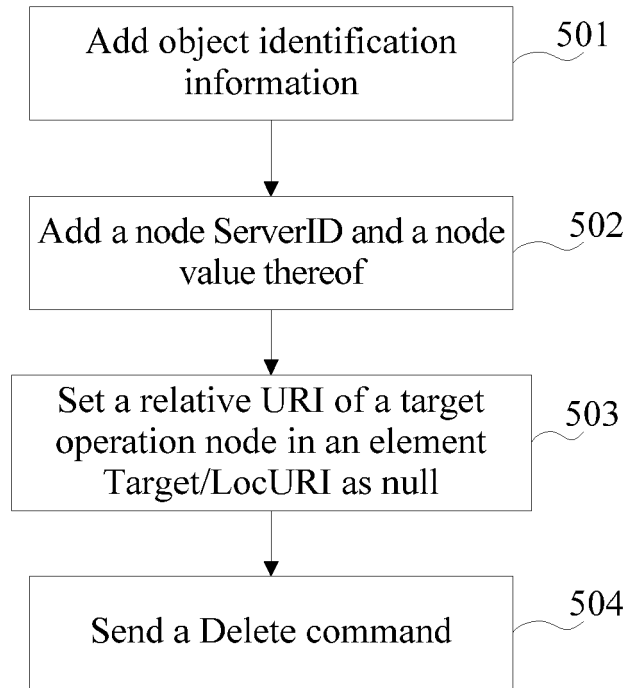 Add object identification
information
501
Add a node ServerID and a node
value thereof
502
Set a relative URI of a target
operation node in an element
Target/LocURI as null
503
Send a Delete command
504